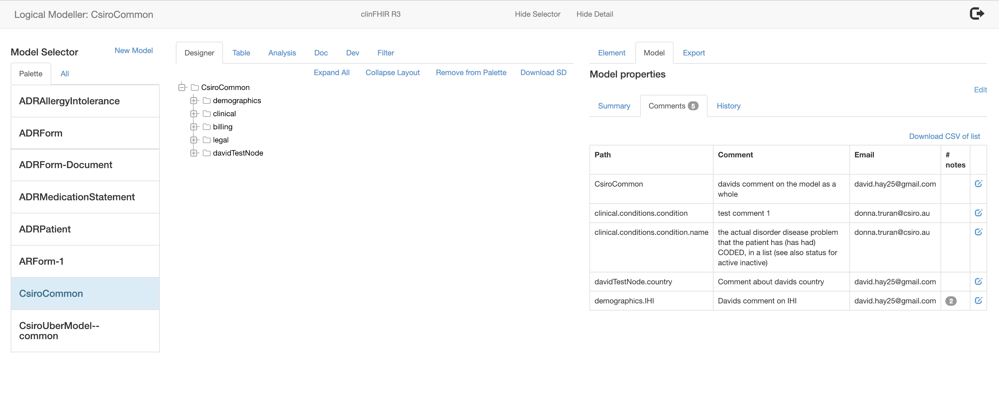 Logical Modeller: CsiroCommon
clinFHIR R3
Hide Selector
Hide Detail
Model Selector
New Model
Palette
All
ADRAllergyIntolerance
ADRForm
ADRForm-Document
ADRMedicationStatement
ADRPatient
ARForm-1
CsiroCommon
CsiroUberModel--
common
Designer
Table
Analysis
Doc
Dev
Filter
Expand All
Collapse Layout
Remove from Palette
Download SD
CsiroCommon
demographics
clinical
billing
legal
davidTestNode
Element
Model
Export
Model properties
Edit
Summary
Comments 5
History
Download CSV of list
Path
Comment
Email
#
notes
CsiroCommon
davids comment on the model as a
whole
david.hay25@gmail.com
clinical.conditions.condition
test comment 1
donna.truran@csiro.au
clinical.conditions.condition.name
the actual disorder disease problem
that the patient has (has had)
CODED, in a list (see also status for
active inactive)
donna.truran@csiro.au
davidTestNode.country
Comment about davids country
david.hay25@gmail.com
demographics.IHI
Davids comment on IHI
david.hay25@gmail.com
2